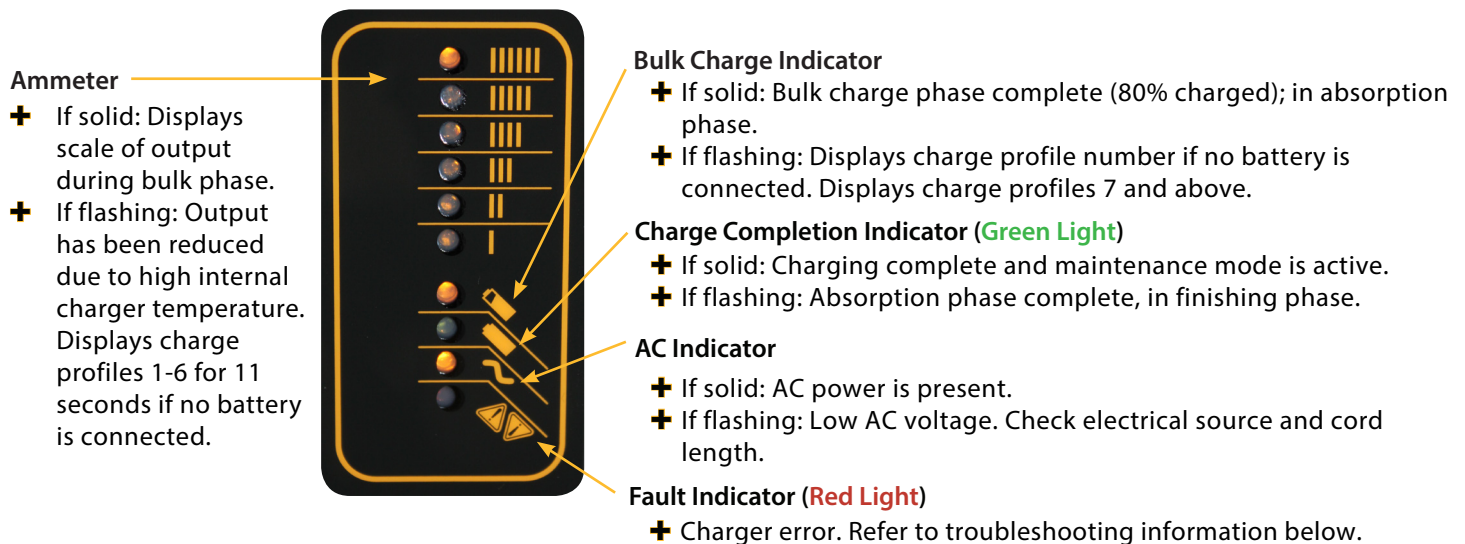 Ammeter
✚ If solid: Displays
scale of output
during bulk phase.
✚ If flashing: Output
has been reduced
due to high internal
charger temperature.
Displays charge
profiles 1-6 for 11
seconds if no battery
is connected.
Bulk Charge Indicator
✚ If solid: Bulk charge phase complete (80% charged); in absorption
phase.
✚ If flashing: Displays charge profile number if no battery is
connected. Displays charge profiles 7 and above.
Charge Completion Indicator (Green Light)
✚ If solid: Charging complete and maintenance mode is active.
✚ If flashing: Absorption phase complete, in finishing phase.
AC Indicator
✚ If solid: AC power is present.
✚ If flashing: Low AC voltage. Check electrical source and cord
length.
Fault Indicator (Red Light)
✚ Charger error. Refer to troubleshooting information below.